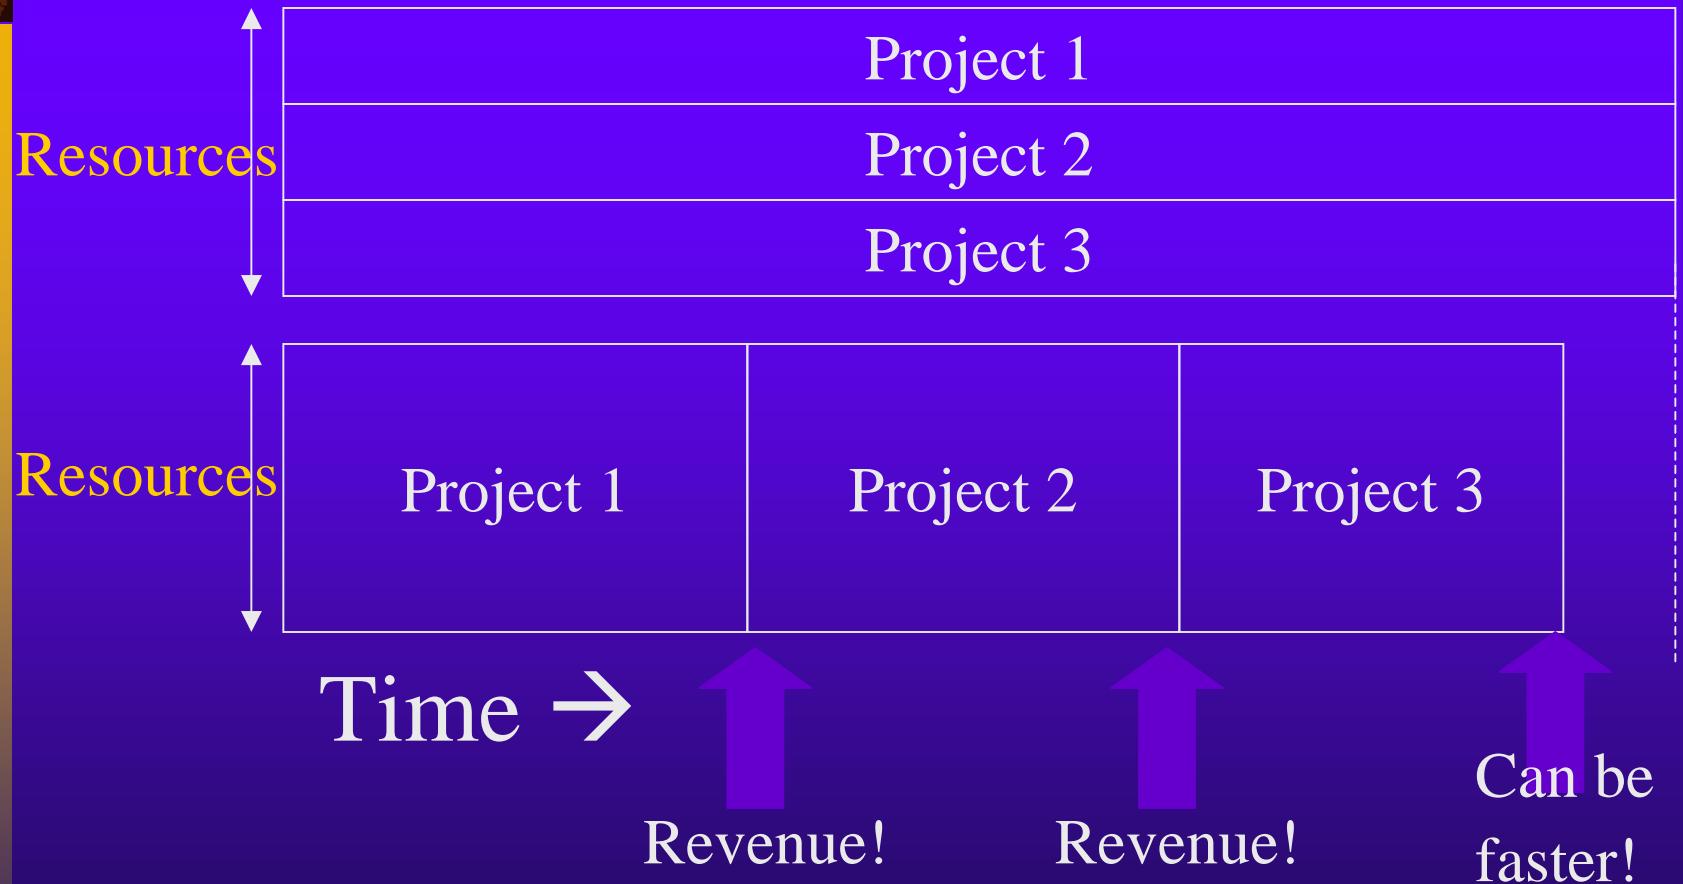 Project 1
Resources
Project 2
Project 3
Resources
Project 1
Project 2
Project 3
Time →
Revenue!
Revenue!
Can be
faster!